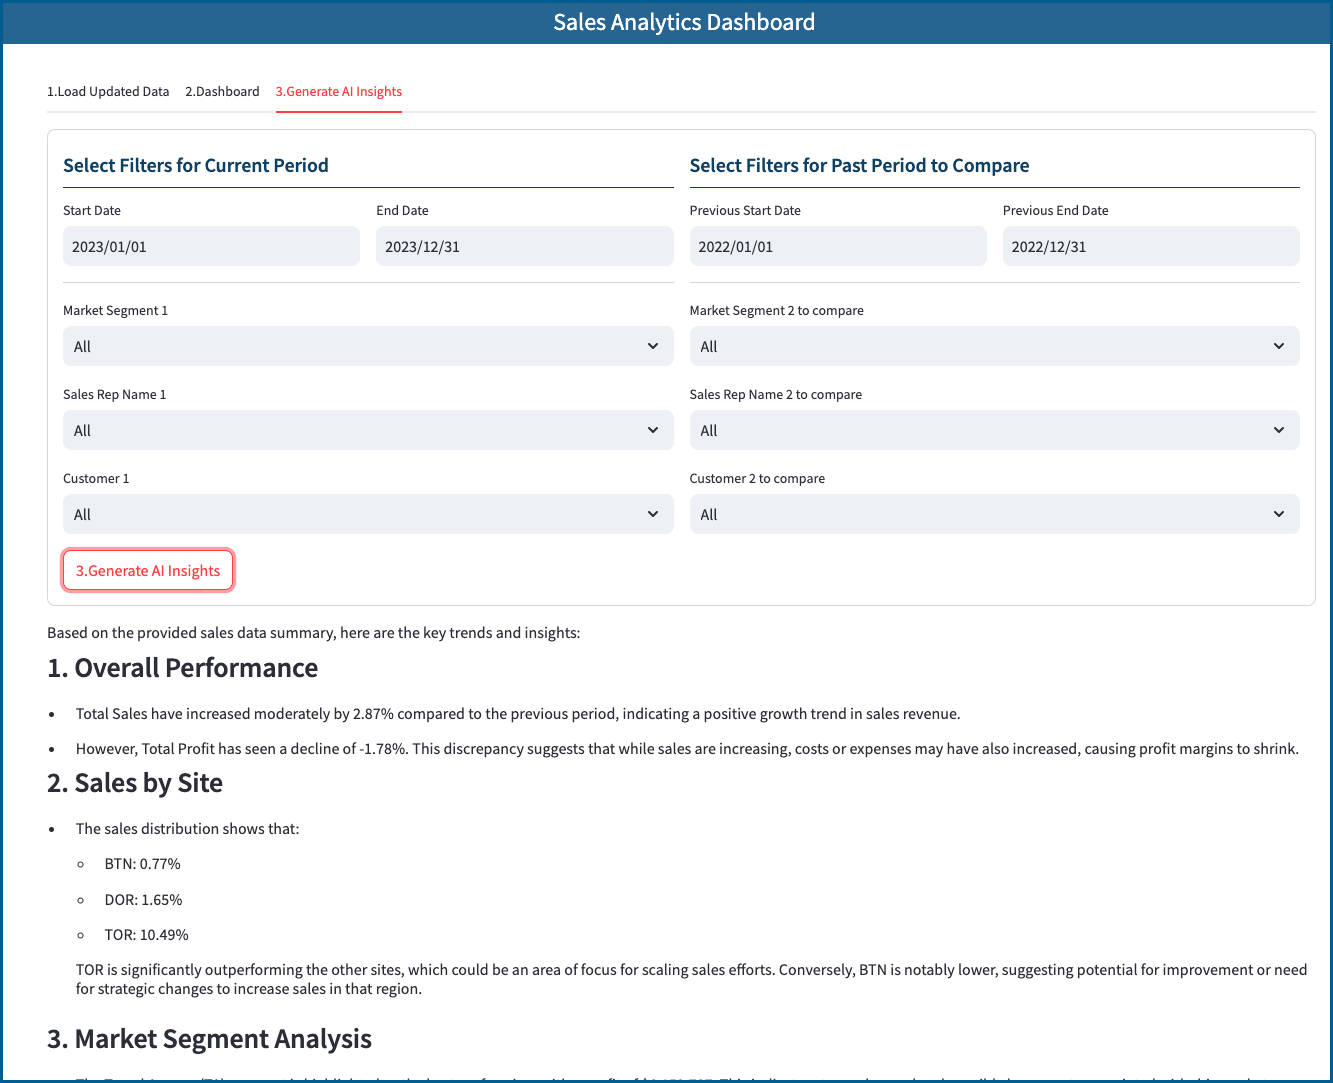 Sales Analytics Dashboard
1.Load Updated Data 2.Dashboard 3.Generate AI Insights
Select Filters for Current Period
Select Filters for Past Period to Compare
Start Date End Date Previous Start Date Previous End Date
2023/01/01 2023/12/31 2022/01/01 2022/12/31
Market Segment 1 Market Segment 2 to compare
All All
Sales Rep Name 1 Sales Rep Name 2 to compare
All All
Customer 1 Customer 2 to compare
All All
3.Generate AI Insights
Based on the provided sales data summary, here are the key trends and insights:
1. Overall Performance
• Total Sales have increased moderately by 2.87% compared to the previous period, indicating a positive growth trend in sales revenue.
• However, Total Profit has seen a decline of -1.78%. This discrepancy suggests that while sales are increasing, costs or expenses may have also increased, causing profit margins to shrink.
2. Sales by Site
• The sales distribution shows that:
◦ BTN: 0.77%
◦ DOR: 1.65%
◦ TOR: 10.49%
TOR is significantly outperforming the other sites, which could be an area of focus for scaling sales efforts. Conversely, BTN is notably lower, suggesting potential for improvement or need
for strategic changes to increase sales in that region.
3. Market Segment Analysis